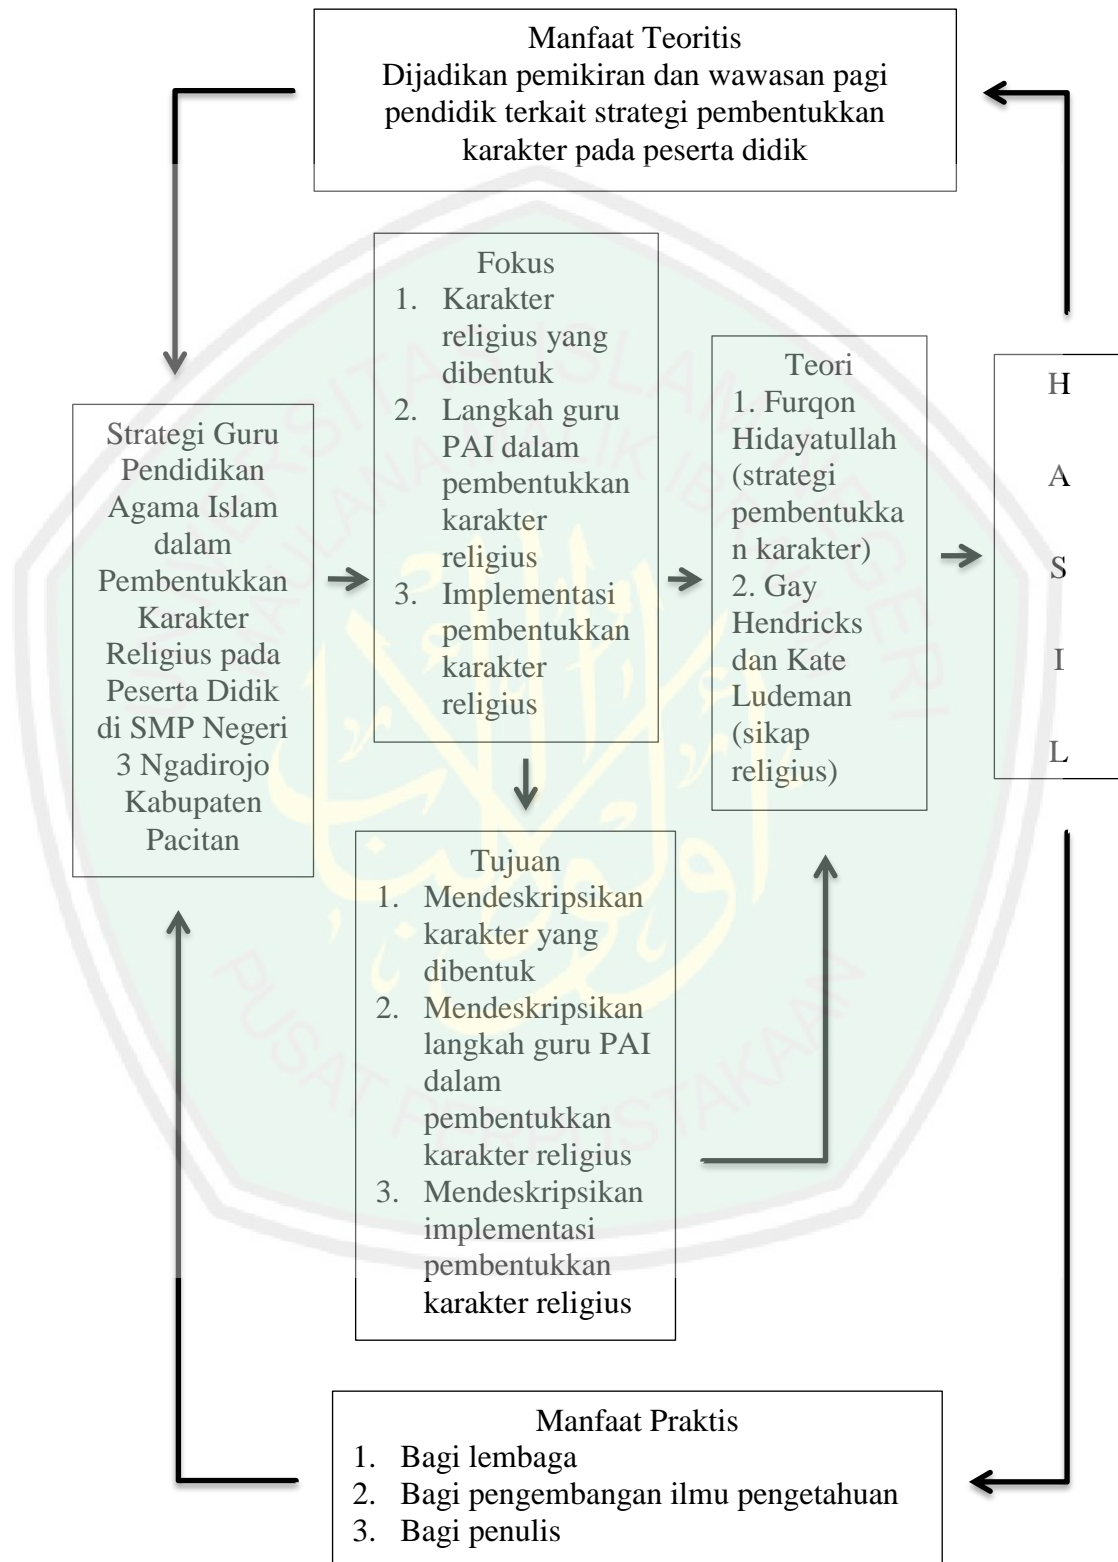 Manfaat Teoritis
Dijadikan pemikiran dan wawasan pagi
pendidik terkait strategi pembentukkan
karakter pada peserta didik
Strategi Guru
Pendidikan
Agama Islam
dalam
Pembentukkan
Karakter
Religius pada
Peserta Didik
di SMP Negeri
3 Ngadirojo
Kabupaten
Pacitan
Fokus
1. Karakter
religius yang
dibentuk
2. Langkah guru
PAI dalam
pembentukkan
karakter
religius
3. Implementasi
pembentukkan
karakter
religius
Teori
1. Furqon
Hidayatullah
(strategi
pembentukka
n karakter)
2. Gay
Hendricks
dan Kate
Ludeman
(sikap
religius)
H
A
S
I
L
Tujuan
1. Mendeskripsikan
karakter yang
dibentuk
2. Mendeskripsikan
langkah guru PAI
dalam
pembentukkan
karakter religius
3. Mendeskripsikan
implementasi
pembentukkan
karakter religius
Manfaat Praktis
1. Bagi lembaga
2. Bagi pengembangan ilmu pengetahuan
3. Bagi penulis
PUSAT PERPUSTAKAAN